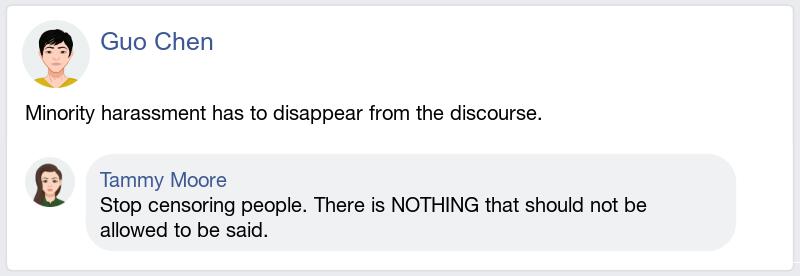 Guo Chen
Minority harassment has to disappear from the discourse.
Tammy Moore
Stop censoring people. There is NOTHING that should not be
allowed to be said.